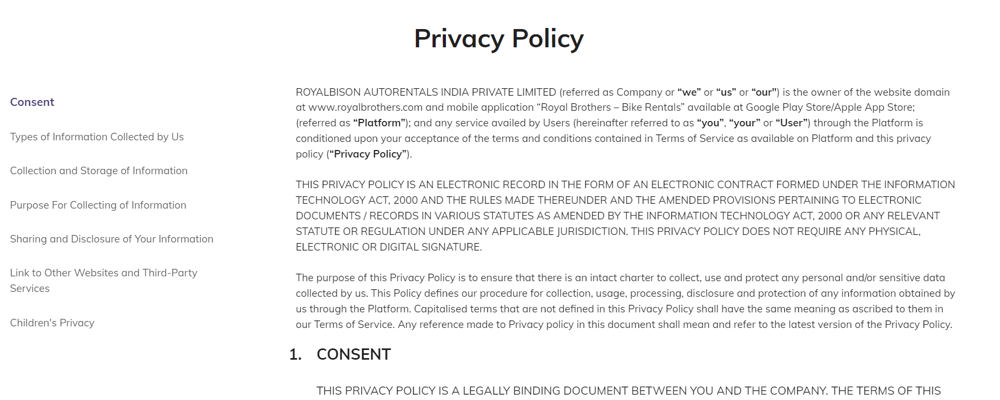 Privacy Policy
Consent
Types of Information Collected by Us
Collection and Storage of Information
Purpose For Collecting of Information
Sharing and Disclosure of Your Information
Link to Other Websites and Third-Party
Services
Children's Privacy
ROYALBISON AUTORENTALS INDIA PRIVATE LIMITED (referred as Company or “we” or “us” or “our") is the owner of the website domain
at www.royalbrothers.com and mobile application “Royal Brothers – Bike Rentals” available at Google Play Store/Apple App Store;
(referred as “Platform”); and any service availed by Users (hereinafter referred to as “you”, “your” or “User”) through the Platform is
conditioned upon your acceptance of the terms and conditions contained in Terms of Service as available on Platform and this privacy
policy (“Privacy Policy”).
THIS PRIVACY POLICY IS AN ELECTRONIC RECORD IN THE FORM OF AN ELECTRONIC CONTRACT FORMED UNDER THE INFORMATION
TECHNOLOGY ACT, 2000 AND THE RULES MADE THEREUNDER AND THE AMENDED PROVISIONS PERTAINING TO ELECTRONIC
DOCUMENTS / RECORDS IN VARIOUS STATUTES AS AMENDED BY THE INFORMATION TECHNOLOGY ACT, 2000 OR ANY RELEVANT
STATUTE OR REGULATION UNDER ANY APPLICABLE JURISDICTION. THIS PRIVACY POLICY DOES NOT REQUIRE ANY PHYSICAL,
ELECTRONIC OR DIGITAL SIGNATURE.
The purpose of this Privacy Policy is to ensure that there is an intact charter to collect, use and protect any personal and/or sensitive data
collected by us. This Policy defines our procedure for collection, usage, processing, disclosure and protection of any information obtained by
us through the Platform. Capitalised terms that are not defined in this Privacy Policy shall have the same meaning as ascribed to them in
our Terms of Service. Any reference made to Privacy policy in this document shall mean and refer to the latest version of the Privacy Policy.
1. CONSENT
THIS PRIVACY POLICY IS A LEGALLY BINDING DOCUMENT BETWEEN YOU AND THE COMPANY. THE TERMS OF THIS